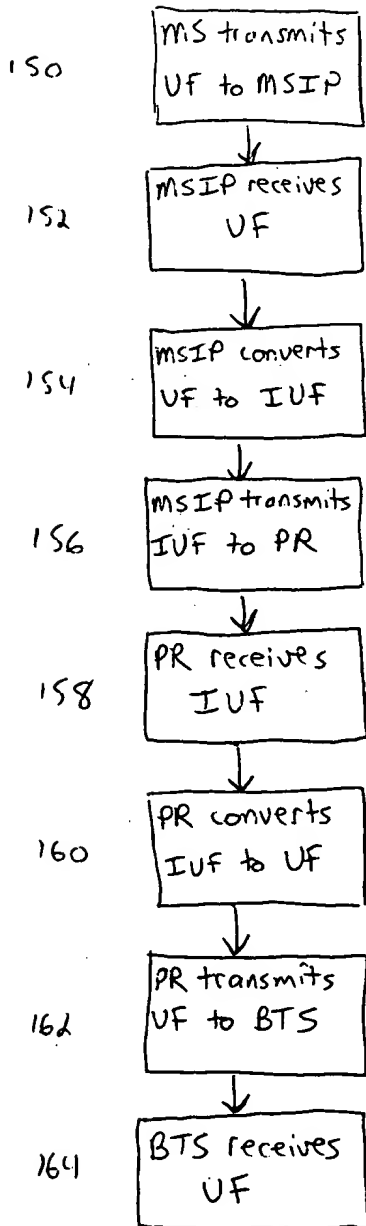 150
MS transmits
UF to MSIP
152
MSIP receives
UF
154
MSIP converts
UF to IUF
156
MSIP transmits
IUF to PR
158
PR receives
IUF
160
PR converts
IUF to UF
162
PR transmits
UF to BTS
164
BTS receives
UF